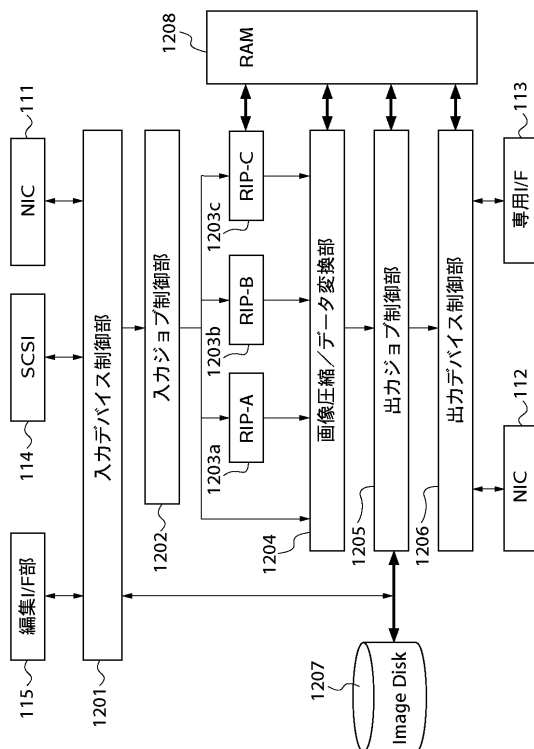 編集I/F部
115
SCSI
114
NIC
111
入力デバイス制御部
1201
入力ジョブ制御部
1202
RIP-A
1203a
RIP-B
1203b
RIP-C
1203c
画像圧縮／データ変換部
1204
出力ジョブ制御部
1205
出力デバイス制御部
1206
Image Disk
1207
RAM
1208
NIC
112
専用I/F
113